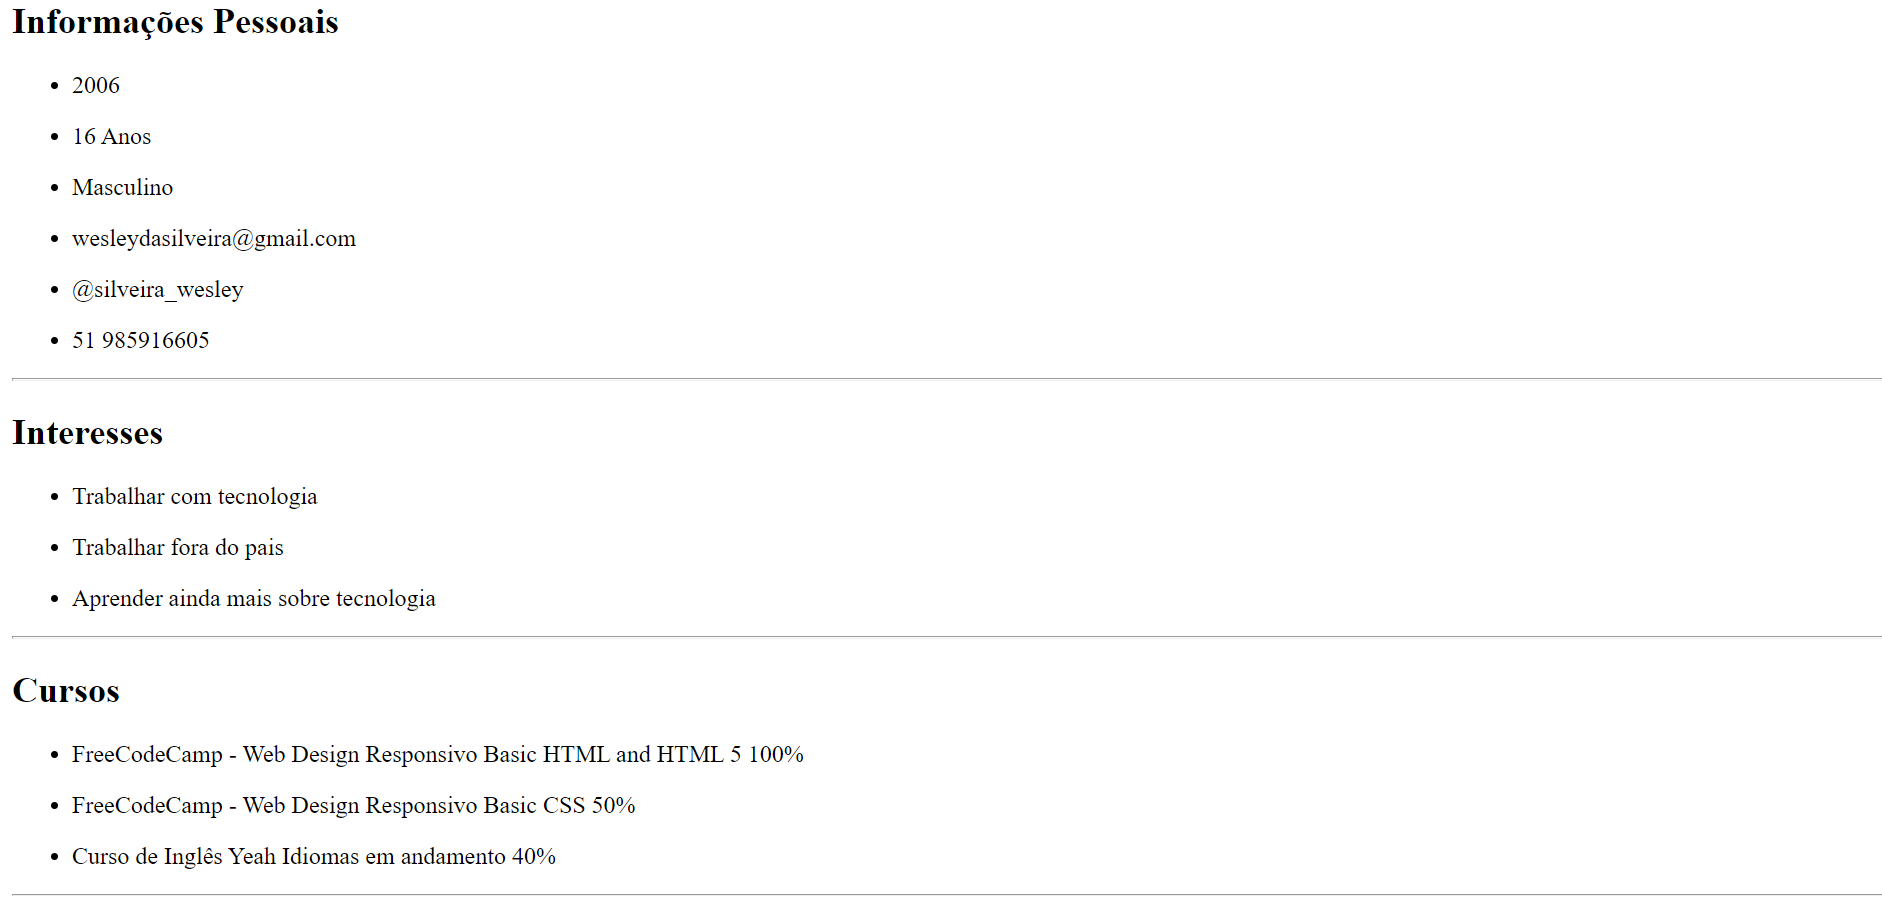 Informações Pessoais
2006
16 Anos
Masculino
wesleydasilveira@gmail.com
@silveira_wesley
51 985916605
Interesses
Trabalhar com tecnologia
Trabalhar fora do pais
Aprender ainda mais sobre tecnologia
Cursos
FreeCodeCamp - Web Design Responsivo Basic HTML and HTML 5 100%
FreeCodeCamp - Web Design Responsivo Basic CSS 50%
Curso de Inglês Yeah Idiomas em andamento 40%